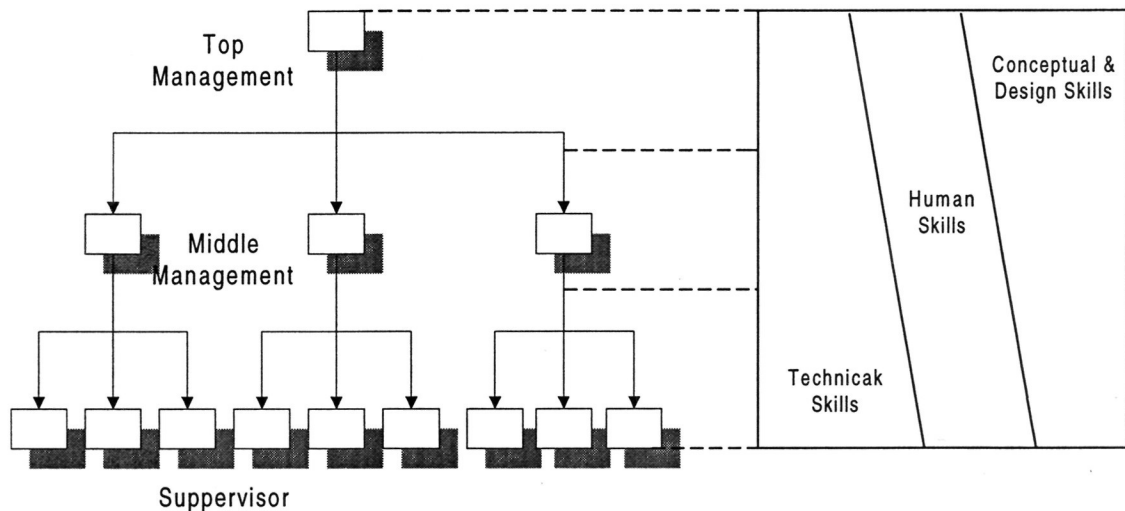 Top
Management
Conceptual &
Design Skills
Human
Skills
Middle
Management
Technicak
Skills
Suppervisor